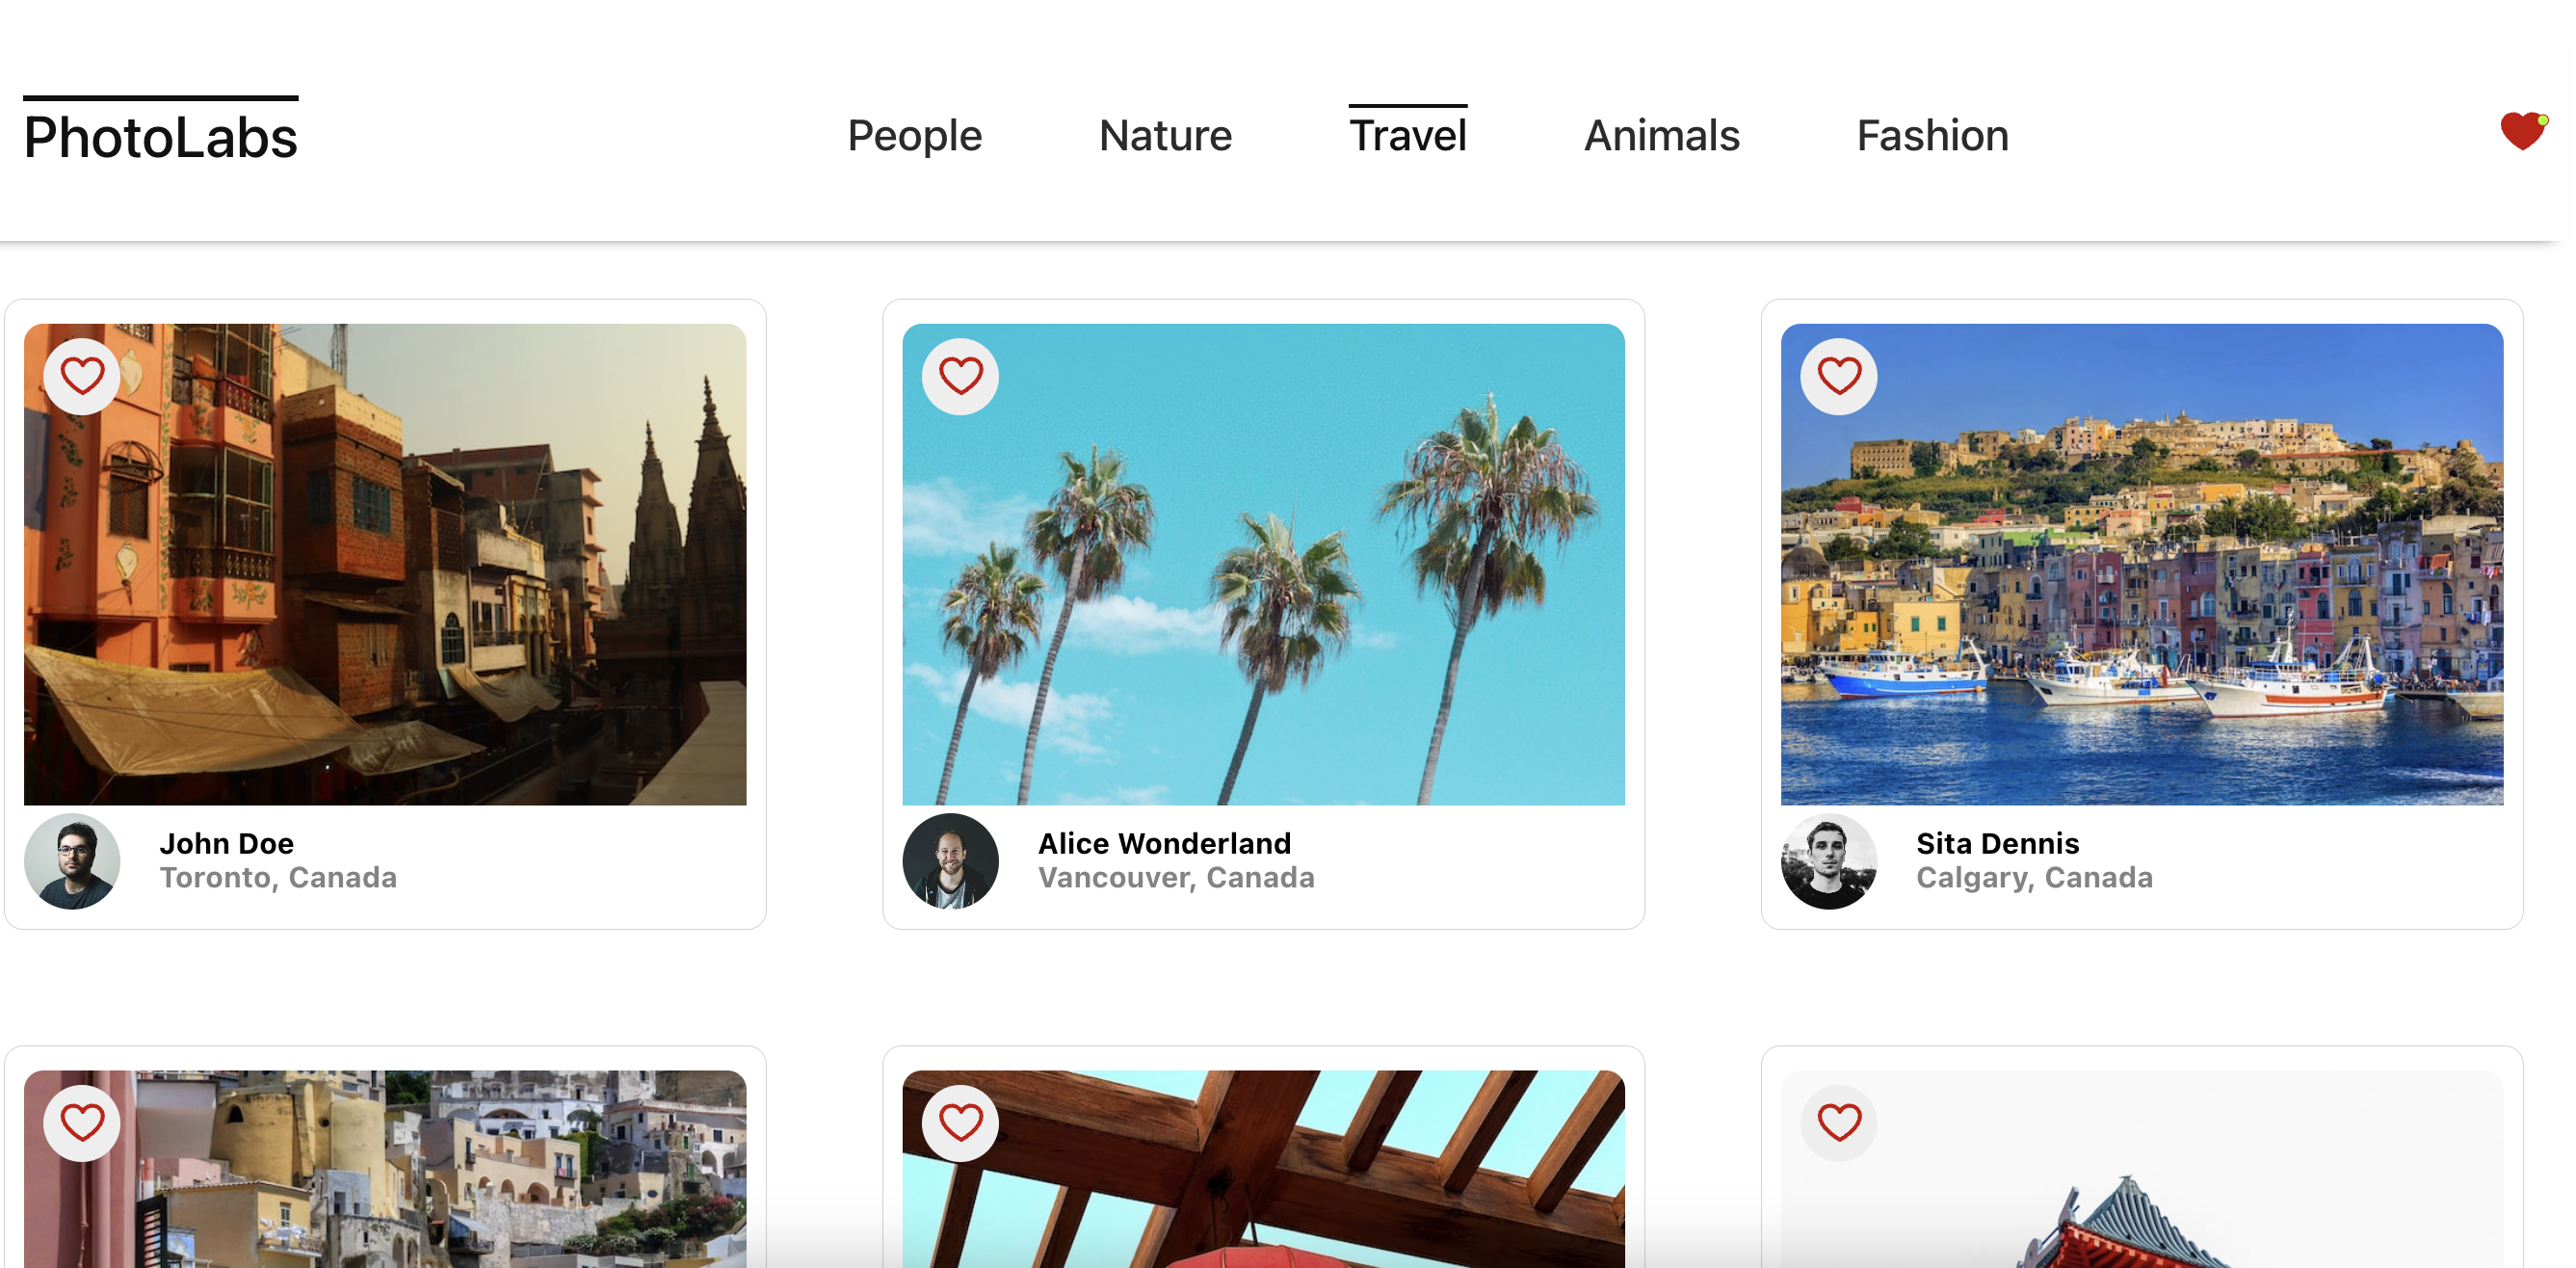 PhotoLabs
People
Nature
Travel
Animals
Fashion
John Doe
Toronto, Canada
Alice Wonderland
Vancouver, Canada
Sita Dennis
Calgary, Canada